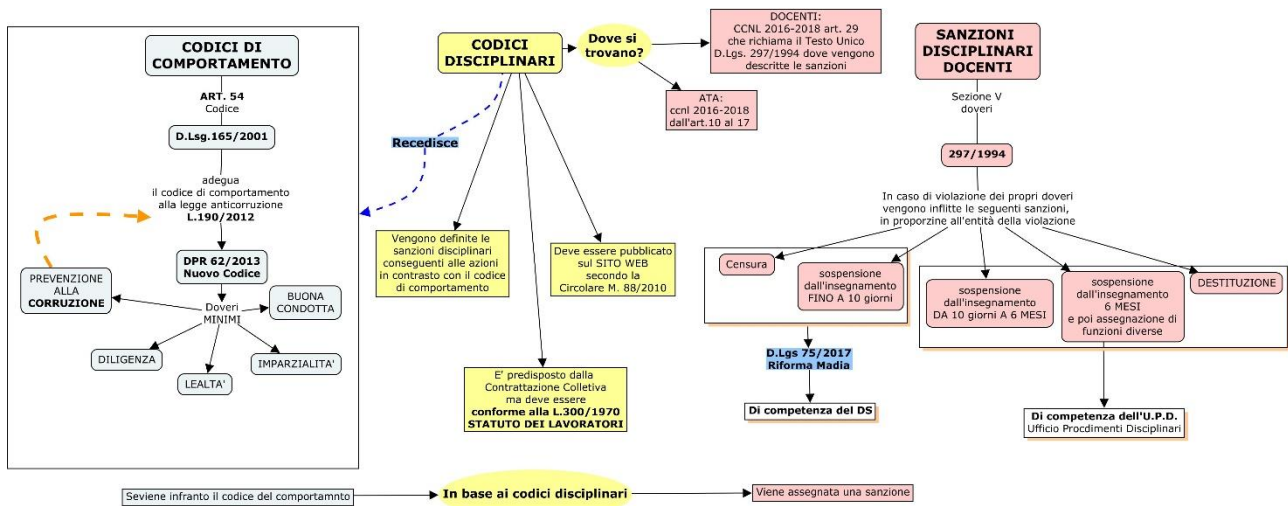 CODICI DI
COMPORTAMENTO
ART. 54
Codice
D.Lsg.165/2001
adegua
il codice di comportamento
alla legge anticorruzione
L.190/2012
DPR 62/2013
Nuovo Codice
PREVENZIONE
ALLA
CORRUZIONE
Doveri
MINIMI
BUONA
CONDOTTA
DILIGENZA
LEALTA'
IMPARZIALITA'
CODICI
DISCIPLINARI
Dove si
trovano?
DOCENTI:
CCNL 2016-2018 art. 29
che richiama il Testo Unico
D.Lgs. 297/1994 dove vengono
descritte le sanzioni
ATA:
ccnl 2016-2018
dall'art.10 al 17
Recedisce
Vengono definite le
sanzioni disciplinari
conseguenti alle azioni
in contrasto con il codice
di comportamento
Deve essere pubblicato
sul SITO WEB
secondo la
Circolare M. 88/2010
E' predisposto dalla
Contrattazione Colletiva
ma deve essere
conforme alla L.300/1970
STATUTO DEI LAVORATORI
SANZIONI
DISCIPLINARI
DOCENTI
Sezione V
doveri
297/1994
In caso di violazione dei propri doveri
vengono inflitte le seguenti sanzioni,
in proporzine all'entità della violazione
Censura
sospensione
dall'insegnamento
FINO A 10 giorni
sospensione
dall'insegnamento
DA 10 giorni A 6 MESI
sospensione
dall'insegnamento
6 MESI
e poi assegnazione di
funzioni diverse
DESTITUZIONE
D.Lgs 75/2017
Riforma Madia
Di competenza del DS
Di competenza dell'U.P.D.
Ufficio Procdimenti Disciplinari
Seviene infranto il codice del comportamnto
In base ai codici disciplinari
Viene assegnata una sanzione